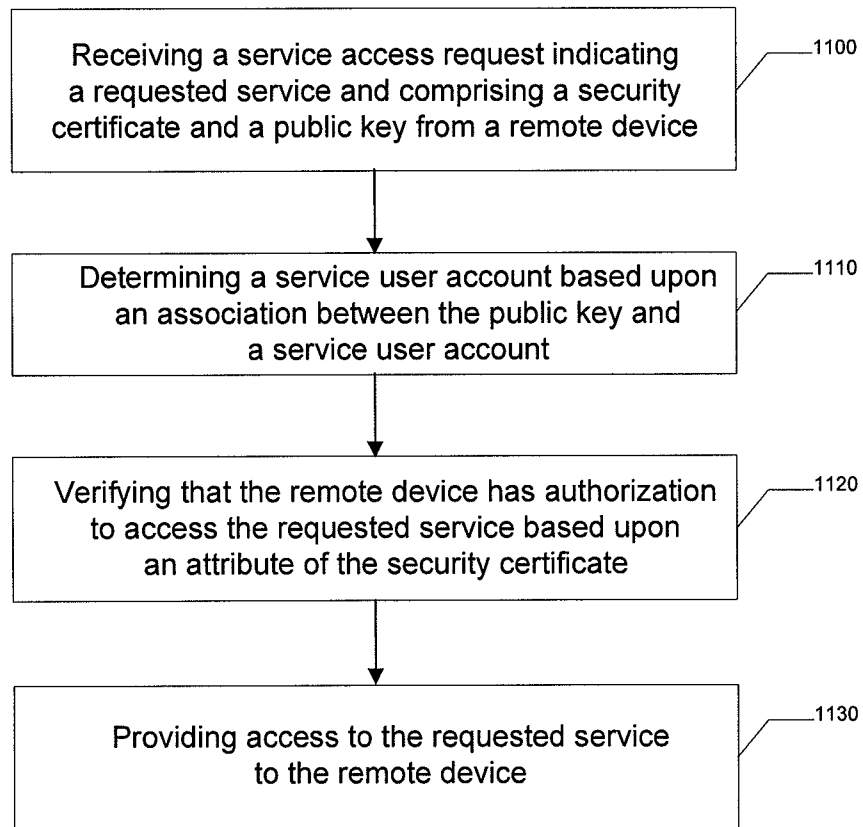 Receiving a service access request indicating
a requested service and comprising a security
certificate and a public key from a remote device
1100
Determining a service user account based upon
an association between the public key and
a service user account
1110
Verifying that the remote device has authorization
to access the requested service based upon
an attribute of the security certificate
1120
Providing access to the requested service
to the remote device
1130